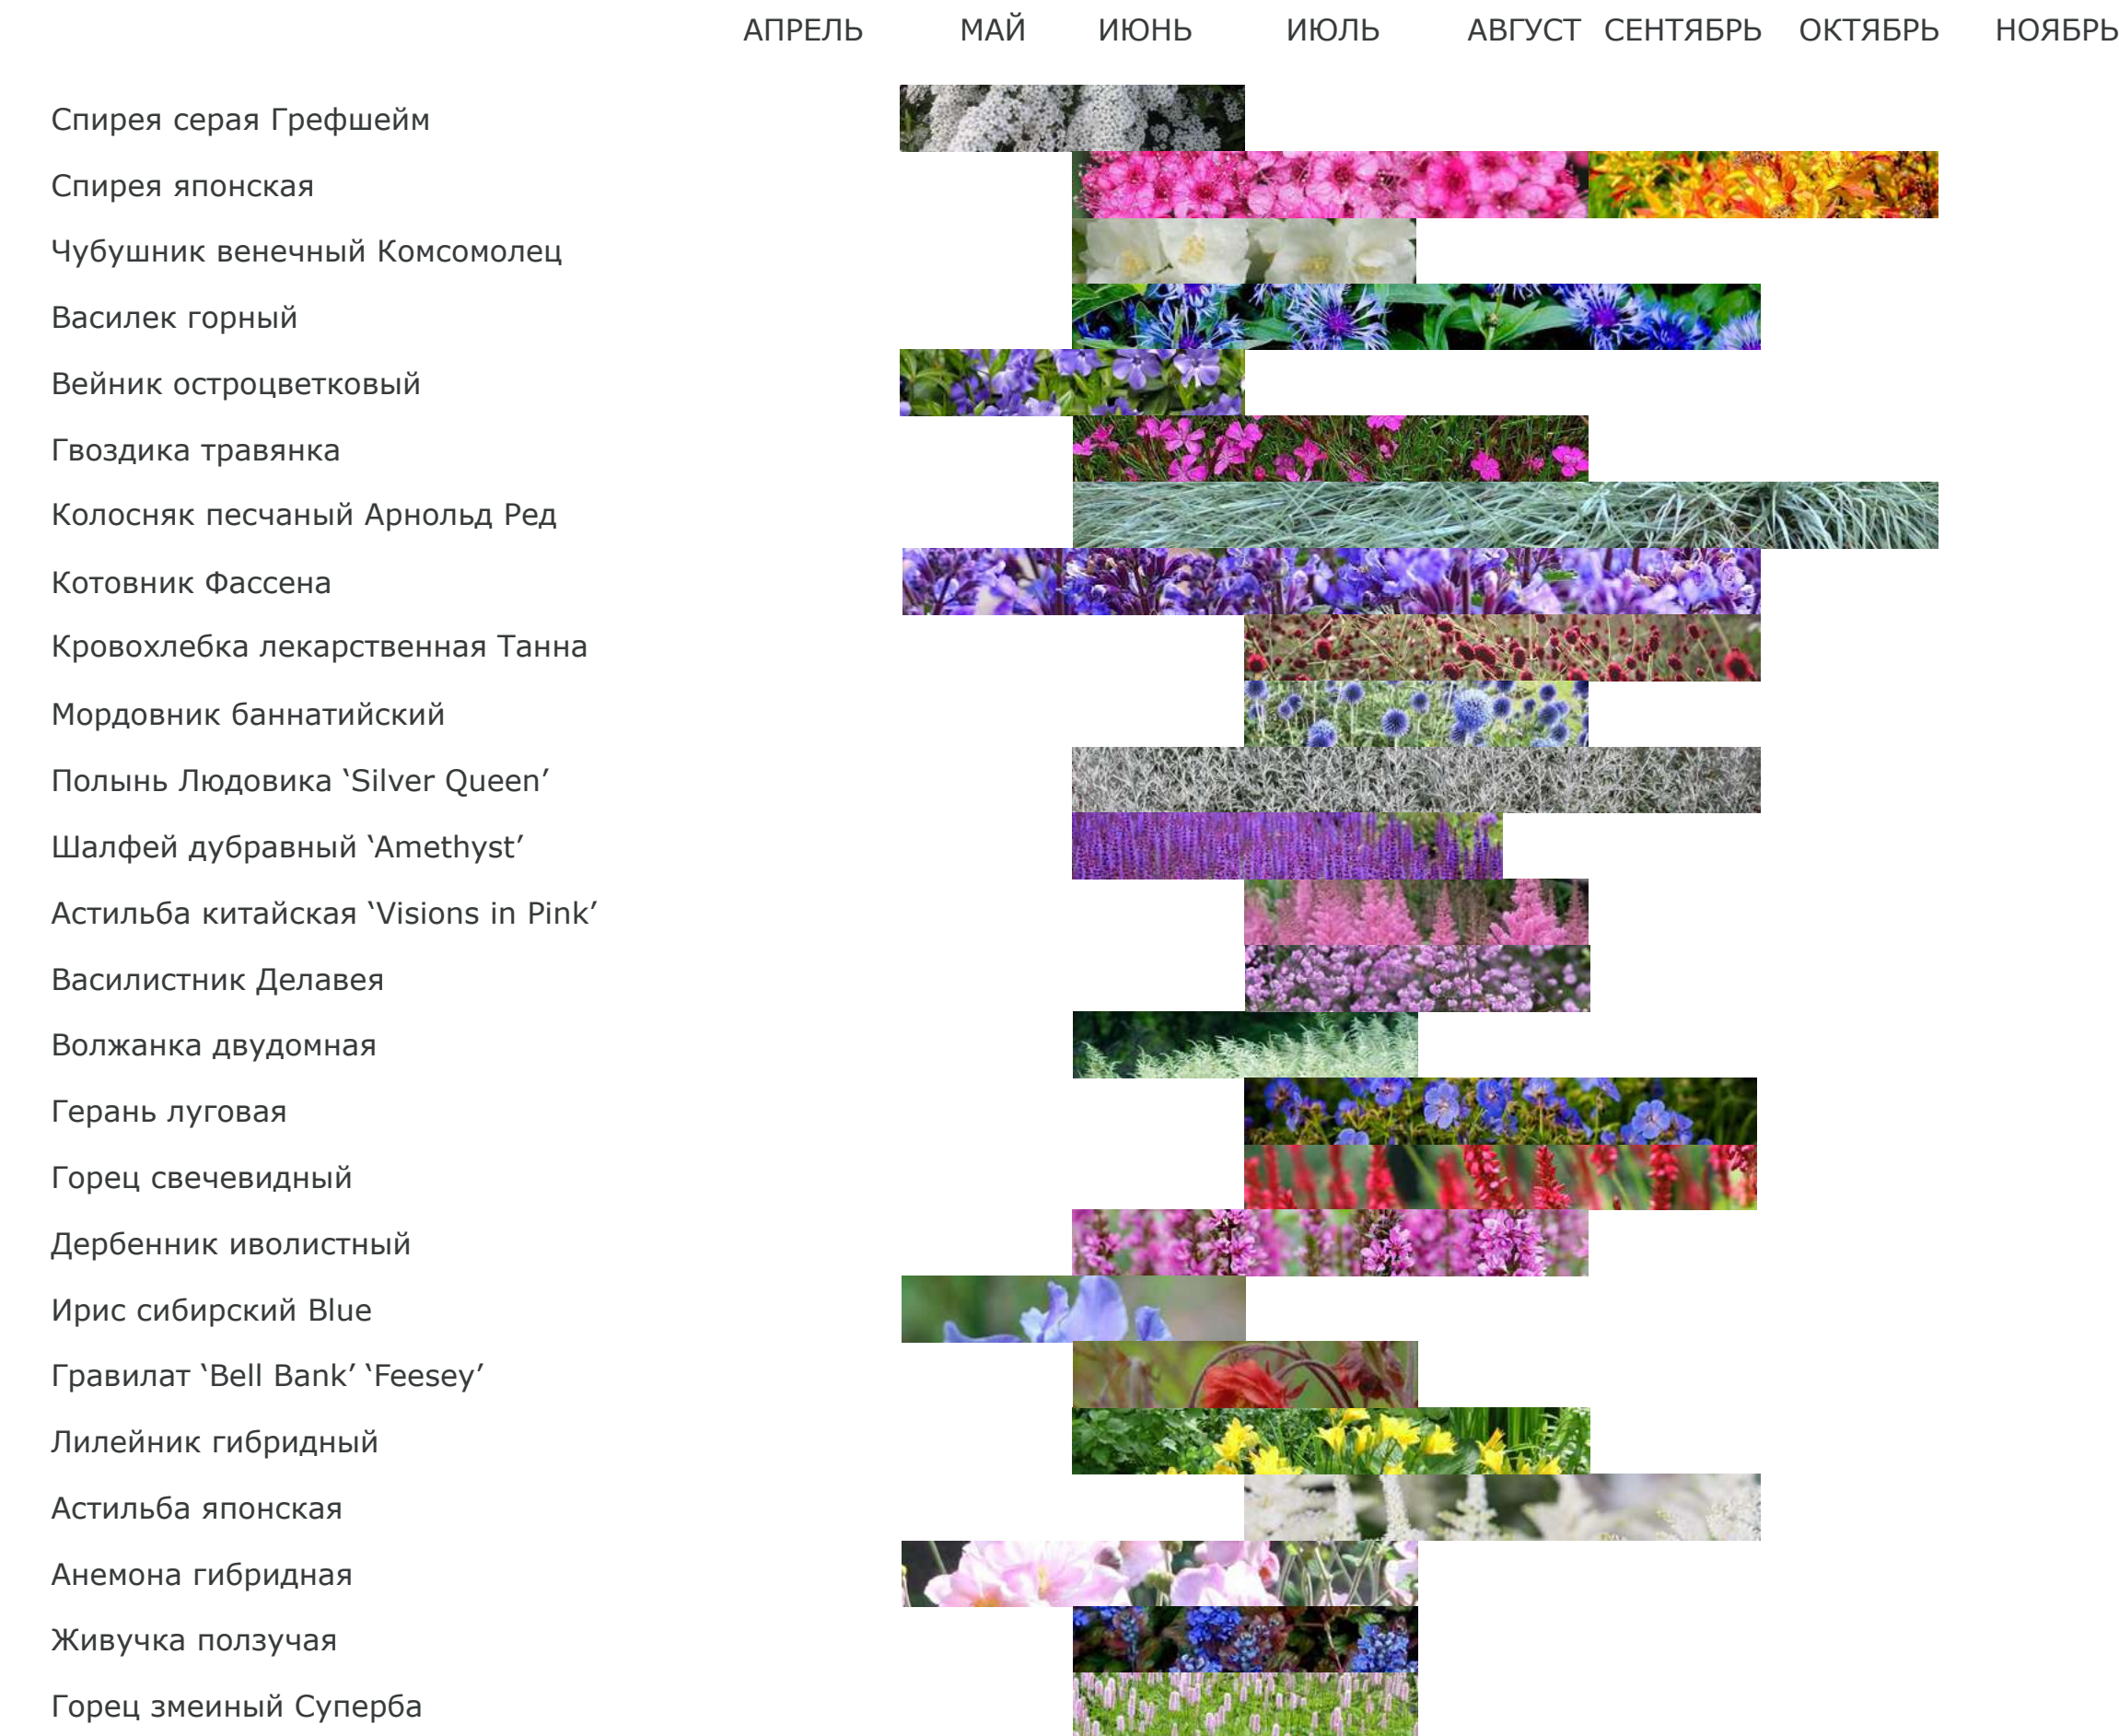 АПРЕЛЬ МАЙ ИЮНЬ ИЮЛЬ АВГУСТ СЕНТЯБРЬ ОКТЯБРЬ НОЯБРЬ
Спирея серая Грефшейм
Спирея японская
Чубушник венечный Комсомолец
Василек горный
Вейник остроцветковый
Гвоздика травянка
Колосняк песчаный Арнольд Ред
Котовник Фассена
Кровохлебка лекарственная Танна
Мордовник баннатийский
Полынь Людовика ‘Silver Queen’
Шалфей дубравный ‘Amethyst’
Астильба китайская ‘Visions in Pink’
Василистник Делавея
Волжанка двудомная
Герань луговая
Горец свечевидный
Дербенник иволистный
Ирис сибирский Blue
Гравилат ‘Bell Bank’ ‘Feesey’
Лилейник гибридный
Астильба японская
Анемона гибридная
Живучка ползучая
Горец змеиный Суперба